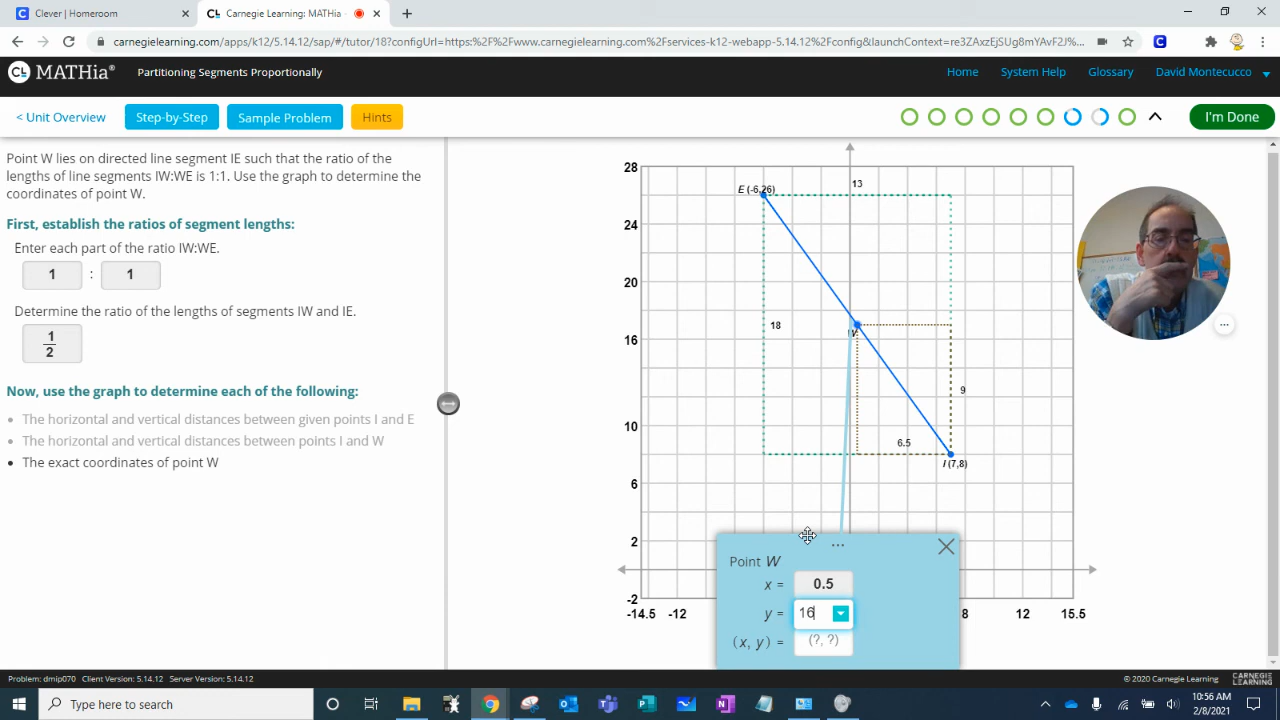 Clever | Homeroom
Carnegie Learning: MATHia -
carnegielearning.com/apps/k12/5.14.12/sap/#/tutor/18?configUrl=https:%2F%2Fwww.carnegielearning.com%2Fservices-k12-webapp-5.14.12%2Fconfig&launchContext=re3ZAxzEjSUg8mYAvF2J%...
CL MATHia® Partitioning Segments Proportionally Home System Help Glossary David Montecucco
< Unit Overview Step-by-Step Sample Problem Hints I'm Done
Point W lies on directed line segment IE such that the ratio of the
lengths of line segments IW:WE is 1:1. Use the graph to determine the
coordinates of point W.
First, establish the ratios of segment lengths:
Enter each part of the ratio IW:WE.
1 : 1
Determine the ratio of the lengths of segments IW and IE.
1
2
Now, use the graph to determine each of the following:
• The horizontal and vertical distances between given points I and E
• The horizontal and vertical distances between points I and W
• The exact coordinates of point W
28
24
20
16
10
6
2
-2
-14.5 -12 8 12 15.5
E (-6,26)
13
18
9
6.5
I (7,8)
Point W
x = 0.5
y = 16
(x, y) = (?, ?)
Problem: dmip070 Client Version: 5.14.12 Server Version: 5.14.12
© 2020 Carnegie Learning
CARNEGIE
LEARNING
Type here to search
10:56 AM
2/8/2021